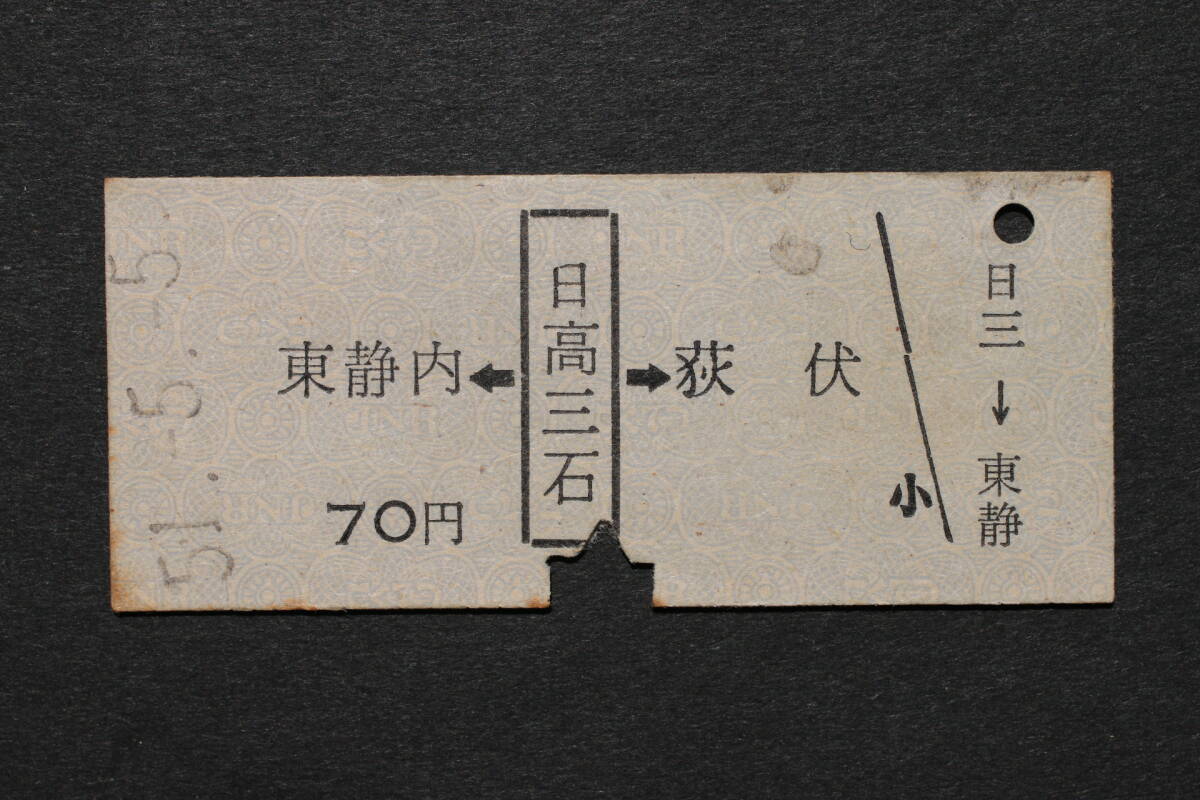 51.-5.-5
東静内
日高三石
荻伏
70円
小
日三
東静